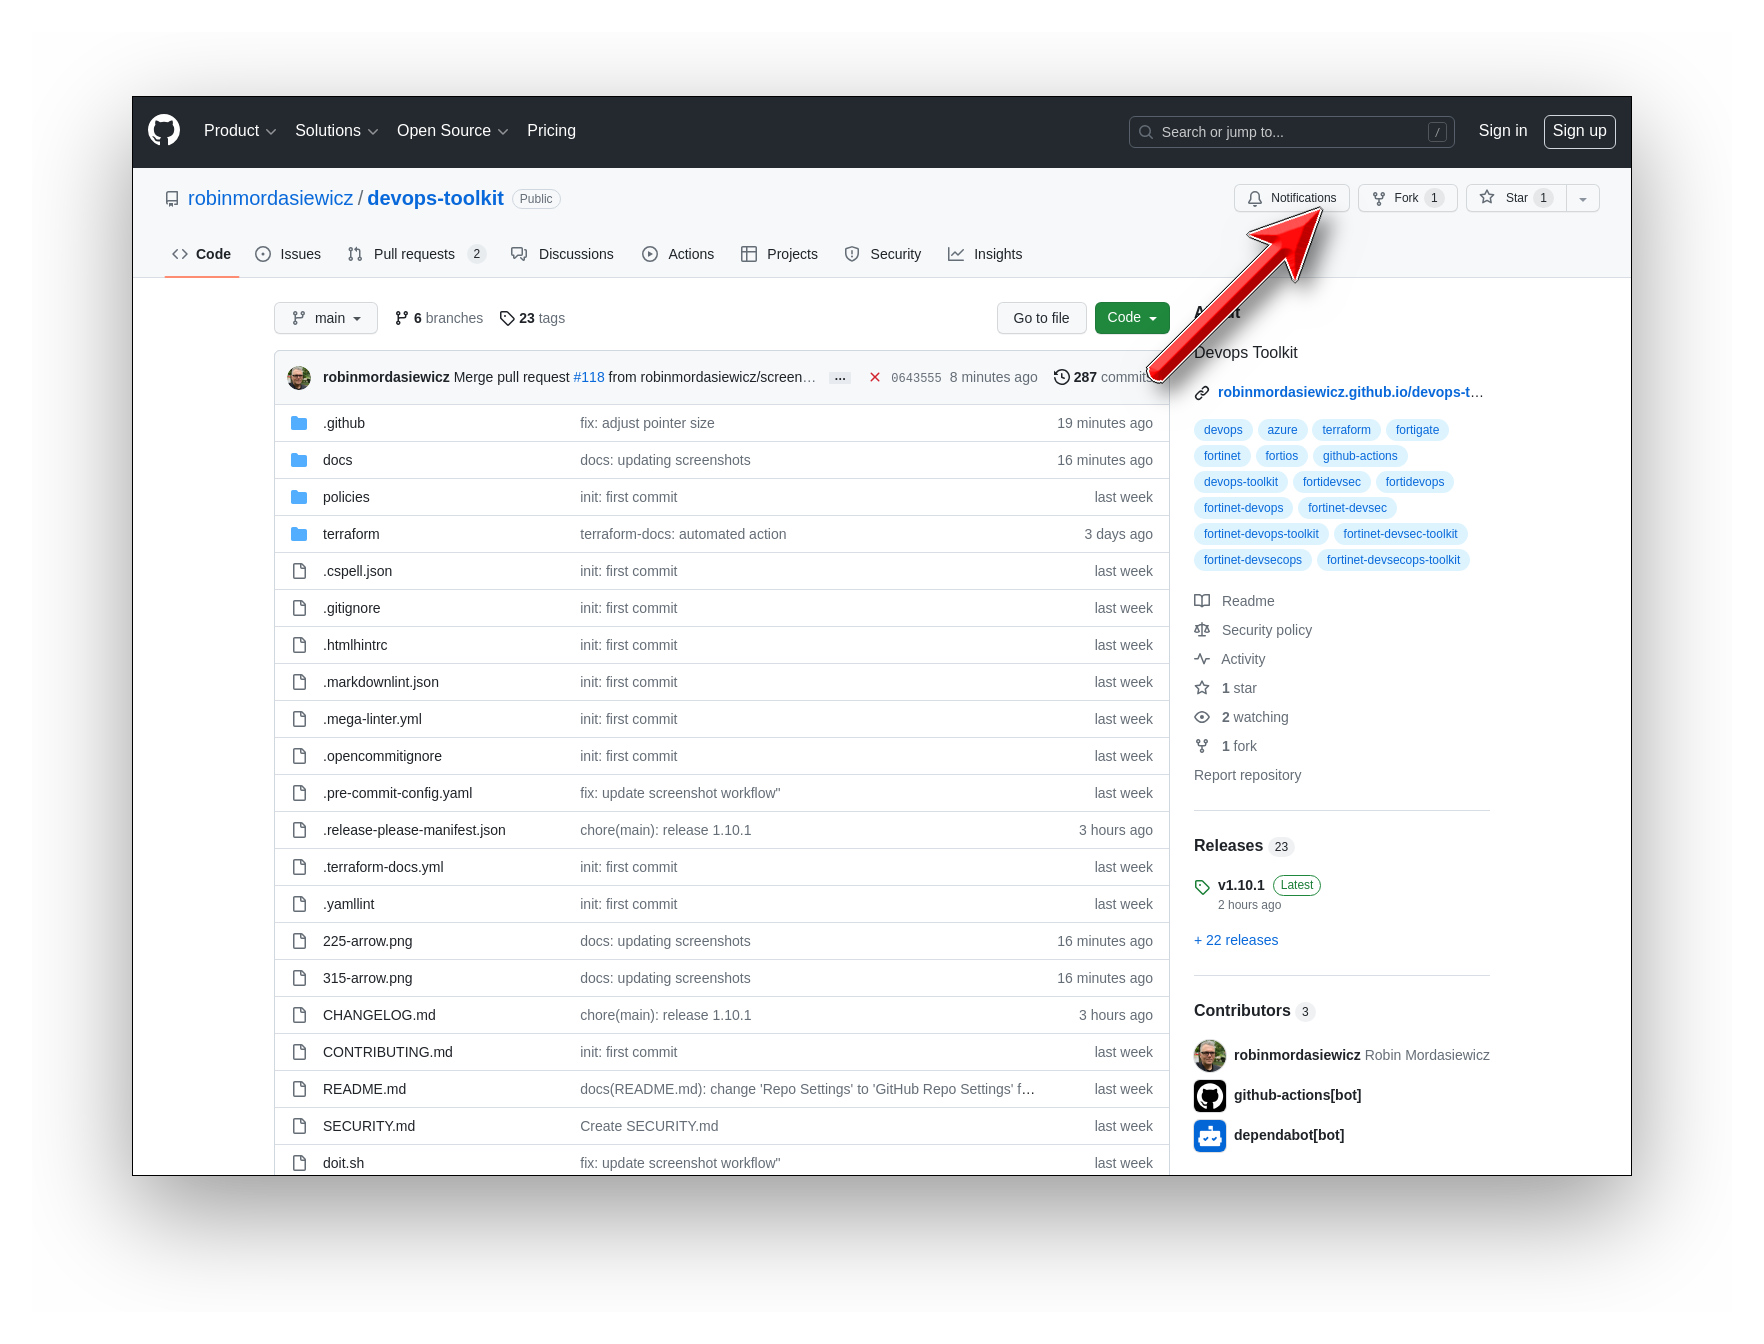 Product Solutions Open Source Pricing Search or jump to... / Sign in Sign up
robinmordasiewicz / devops-toolkit Public Notifications Fork 1 Star 1
Code Issues Pull requests 2 Discussions Actions Projects Security Insights
main 6 branches 23 tags Go to file Code
robinmordasiewicz Merge pull request #118 from robinmordasiewicz/screen… ... 0643555 8 minutes ago 287 commits
.github fix: adjust pointer size 19 minutes ago
docs docs: updating screenshots 16 minutes ago
policies init: first commit last week
terraform terraform-docs: automated action 3 days ago
.cspell.json init: first commit last week
.gitignore init: first commit last week
.htmlhintrc init: first commit last week
.markdownlint.json init: first commit last week
.mega-linter.yml init: first commit last week
.opencommitignore init: first commit last week
.pre-commit-config.yaml fix: update screenshot workflow" last week
.release-please-manifest.json chore(main): release 1.10.1 3 hours ago
.terraform-docs.yml init: first commit last week
.yamllint init: first commit last week
225-arrow.png docs: updating screenshots 16 minutes ago
315-arrow.png docs: updating screenshots 16 minutes ago
CHANGELOG.md chore(main): release 1.10.1 3 hours ago
CONTRIBUTING.md init: first commit last week
README.md docs(README.md): change 'Repo Settings' to 'GitHub Repo Settings' f… last week
SECURITY.md Create SECURITY.md last week
doit.sh fix: update screenshot workflow" last week
Devops Toolkit
robinmordasiewicz.github.io/devops-t…
devops azure terraform fortigate
fortinet fortios github-actions
devops-toolkit fortidevsec fortidevops
fortinet-devops fortinet-devsec
fortinet-devops-toolkit fortinet-devsec-toolkit
fortinet-devsecops fortinet-devsecops-toolkit
Readme
Security policy
Activity
1 star
2 watching
1 fork
Report repository
Releases 23
v1.10.1 Latest
2 hours ago
+ 22 releases
Contributors 3
robinmordasiewicz Robin Mordasiewicz
github-actions[bot]
dependabot[bot]